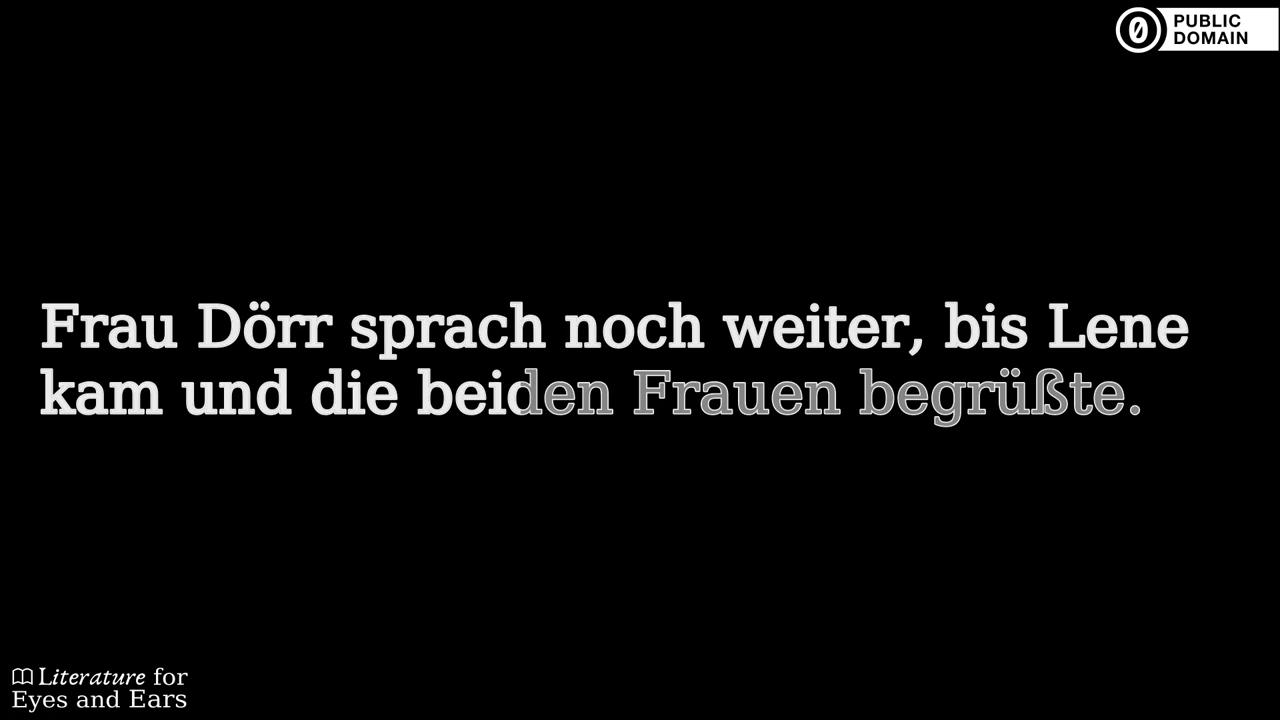 PUBLIC
DOMAIN
Frau Dörr sprach noch weiter, bis Lene
kam und die beiden Frauen begrüßte.
Literature for
Eyes and Ears